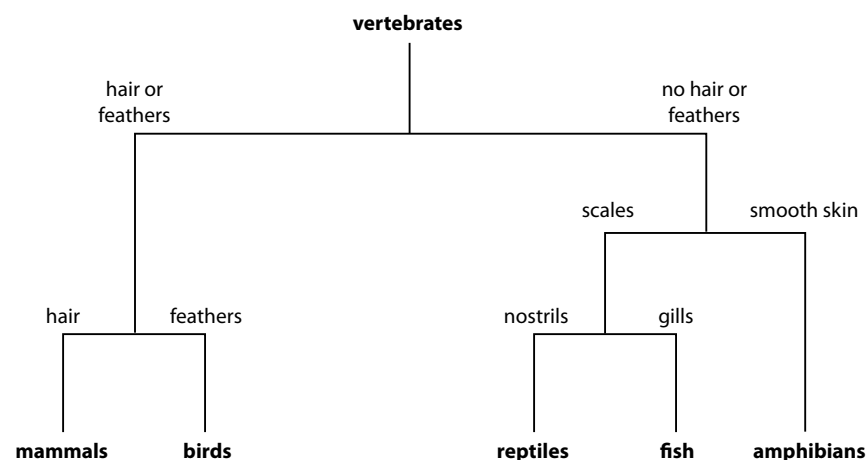 vertebrates
hair or
feathers
no hair or
feathers
scales
smooth skin
hair
feathers
nostrils
gills
mammals
birds
reptiles
fish
amphibians